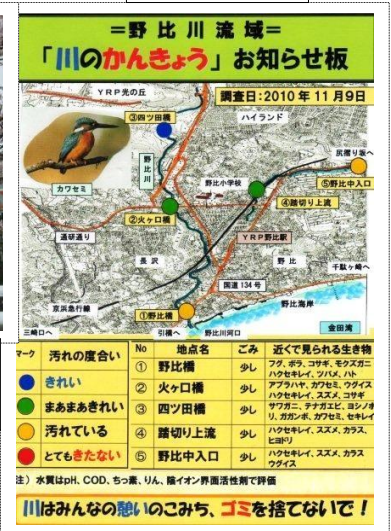 =野比川流域=
「川のかんきょう」お知らせ板
YRP光の丘
調査日:2010年11月9日
③四ツ田橋
ハイランド
尻擦り坂へ
野比川
カワセミ
野比小学校
⑤野比中入口
②火ヶ口橋
④踏切り上流
通研通り
YRP野比駅
長沢
野比
千駄ケ崎へ
国道134号
京浜急行線
①野比橋
野比海岸
三崎口へ
引橋へ
野比川河口
金田湾
マーク 汚れの度合い
きれい
まあまあきれい
汚れている
とてもきたない
No 地点名 ごみ 近くで見られる生き物
① 野比橋 少し フグ、ボラ、コサギ、モクズガニ
ハクセキレイ、ツバメ、ハト
② 火ヶ口橋 少し アブラハヤ、カワセミ、ウグイス
ハクセキレイ、スズメ、コサギ
③ 四ツ田橋 少し サワガニ、テナガエビ、ヨシノボ
リ、ガガンボ、カワセミ、セキレイ
④ 踏切り上流 少し ハクセキレイ、スズメ、カラス
ヒヨドリ
⑤ 野比中入口 少し ハクセキレイ、スズメ、カラス
ウグイス
注) 水質はpH、COD、ちっ素、りん、陰イオン界面活性剤で評価
川はみんなの憩いのこみち、ゴミを捨てないで!